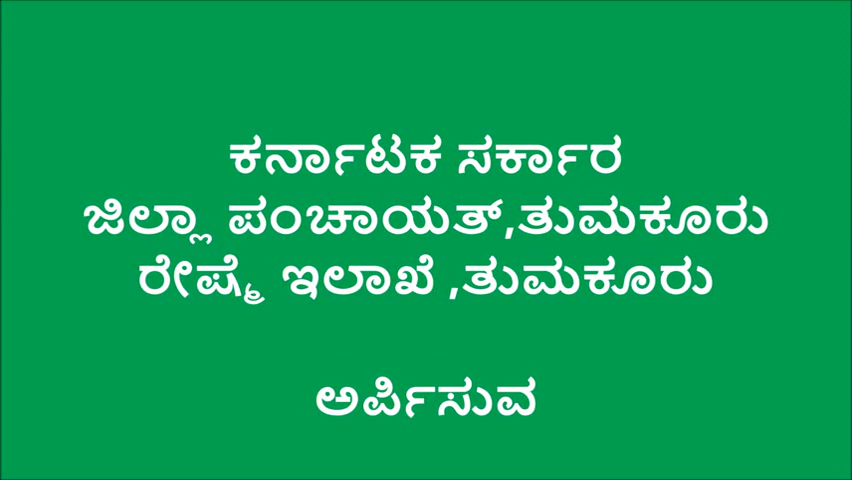 ಕರ್ನಾಟಕ ಸರ್ಕಾರ
ಜಿಲ್ಲಾ ಪಂಚಾಯತ್,ತುಮಕೂರು
ರೇಷ್ಮೆ ಇಲಾಖೆ ,ತುಮಕೂರು
ಅರ್ಪಿಸುವ